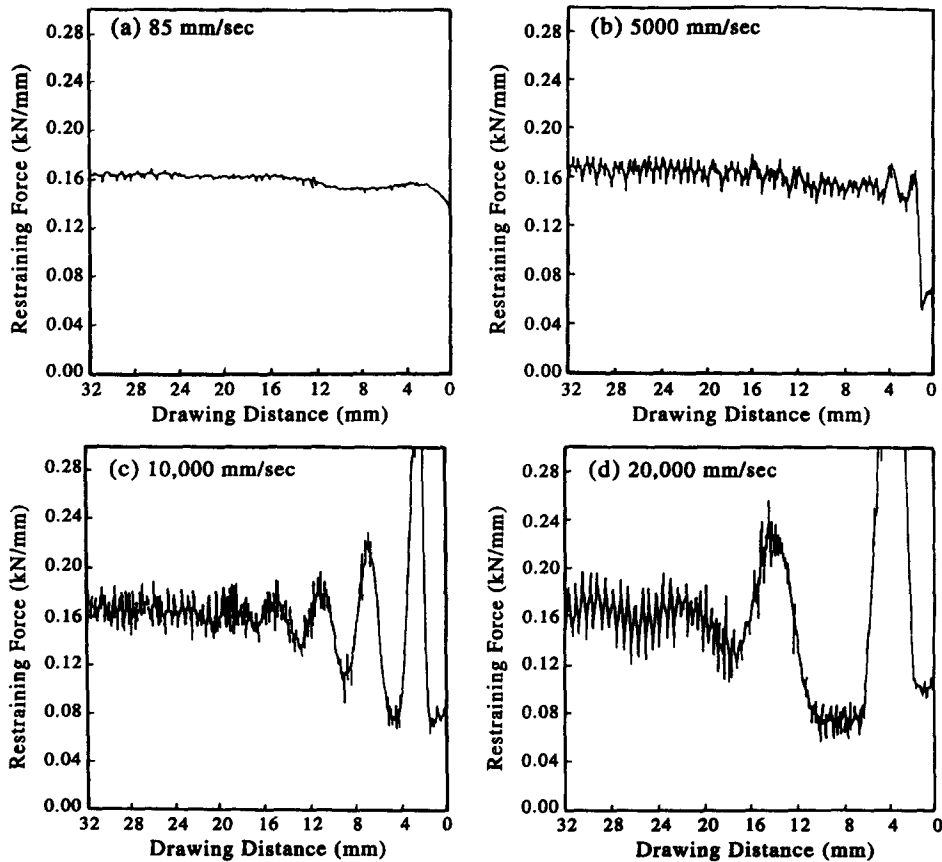 (a) 85 mm/sec
Restraining Force (kN/mm)
0.28
0.24
0.20
0.16
0.12
0.08
0.04
0.00
32 28 24 20 16 12 8 4 0
Drawing Distance (mm)
(b) 5000 mm/sec
Restraining Force (kN/mm)
0.28
0.24
0.20
0.16
0.12
0.08
0.04
0.00
32 28 24 20 16 12 8 4 0
Drawing Distance (mm)
(c) 10,000 mm/sec
Restraining Force (kN/mm)
0.28
0.24
0.20
0.16
0.12
0.08
0.04
0.00
32 28 24 20 16 12 8 4 0
Drawing Distance (mm)
(d) 20,000 mm/sec
Restraining Force (kN/mm)
0.28
0.24
0.20
0.16
0.12
0.08
0.04
0.00
32 28 24 20 16 12 8 4 0
Drawing Distance (mm)